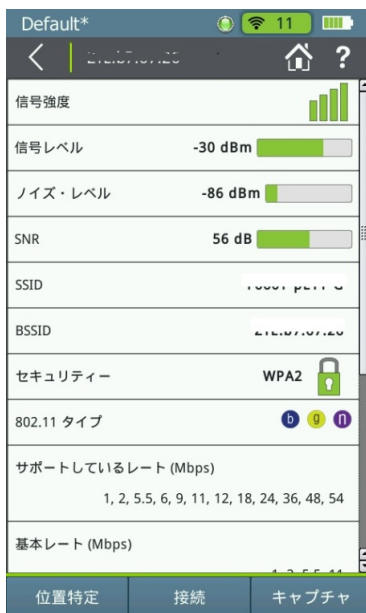 Default*
11
?
信号強度
信号レベル -30 dBm
ノイズ・レベル -86 dBm
SNR 56 dB
SSID
BSSID
セキュリティー WPA2
802.11 タイプ b g n
サポートしているレート (Mbps)
1, 2, 5.5, 6, 9, 11, 12, 18, 24, 36, 48, 54
基本レート (Mbps)
位置特定 接続 キャプチャ